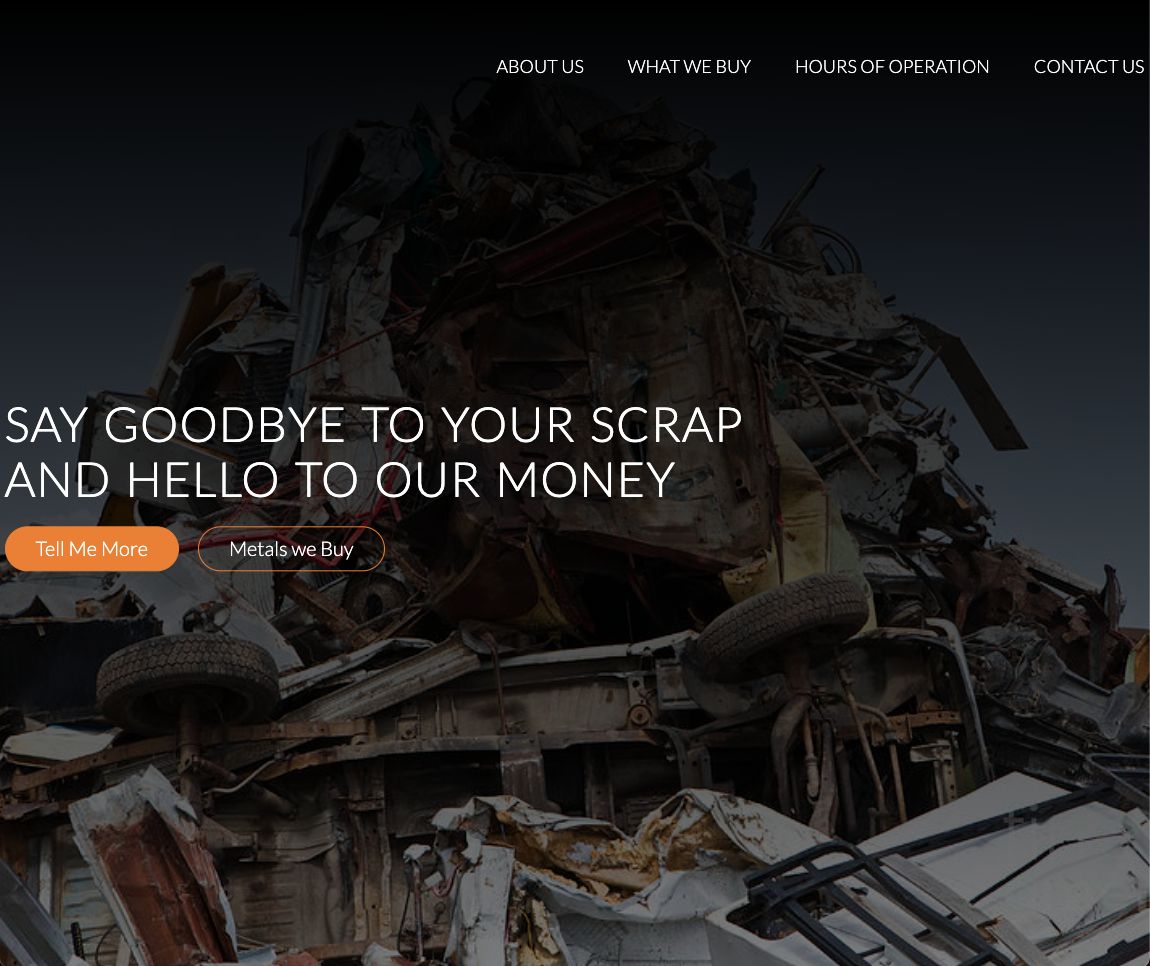 ABOUT US WHAT WE BUY HOURS OF OPERATION CONTACT US
SAY GOODBYE TO YOUR SCRAP
AND HELLO TO OUR MONEY
Tell Me More Metals we Buy